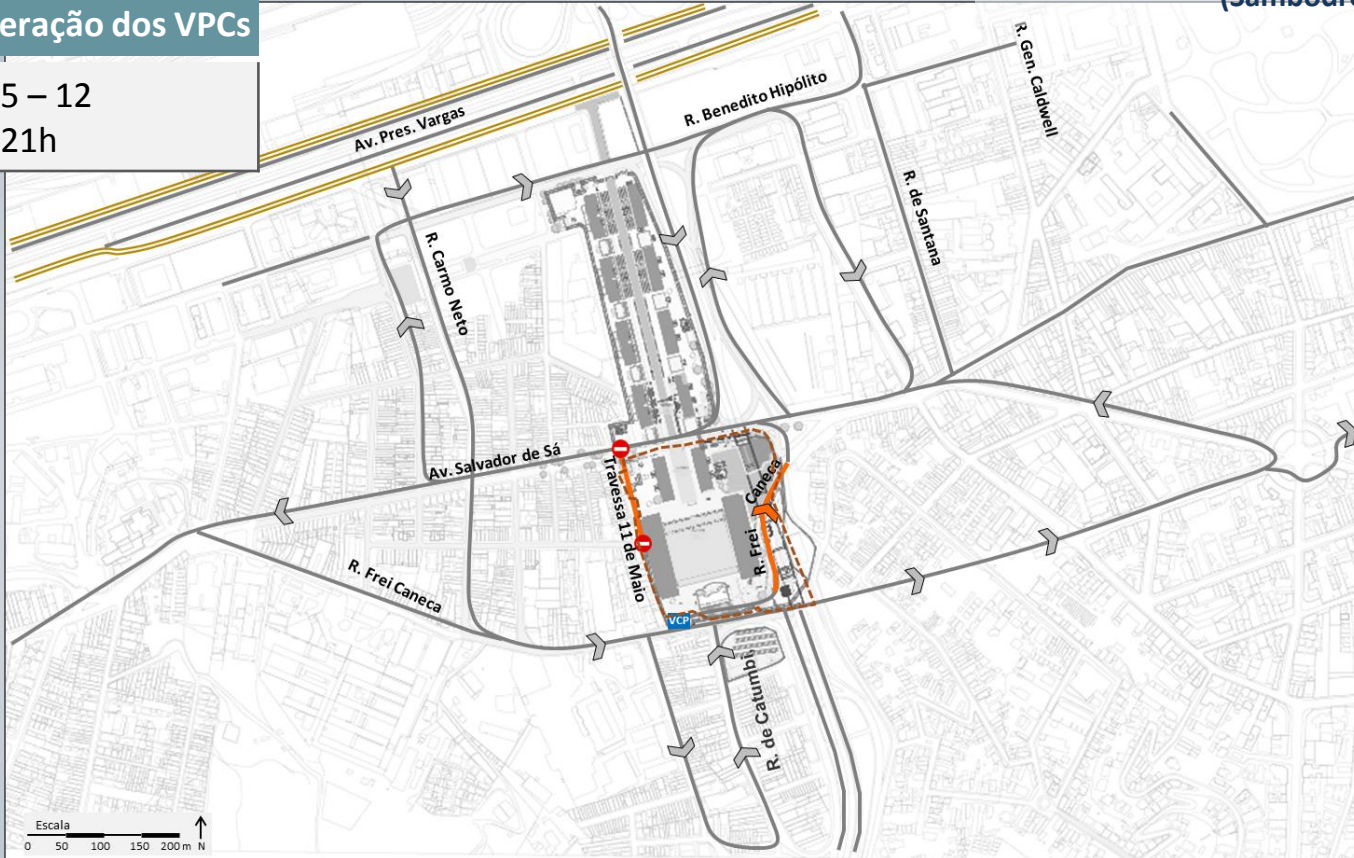 eração dos VPCs
(Sambodr
5 – 12
21h
Av. Pres. Vargas
R. Benedito Hipólito
R. Gen. Caldwell
R. de Santana
R. Carmo Neto
Av. Salvador de Sá
Travessa 11 de Maio
R. Frei Caneca
R. Frei Caneca
VCP
R. de Catumbi
Escala
0 50 100 150 200 m N